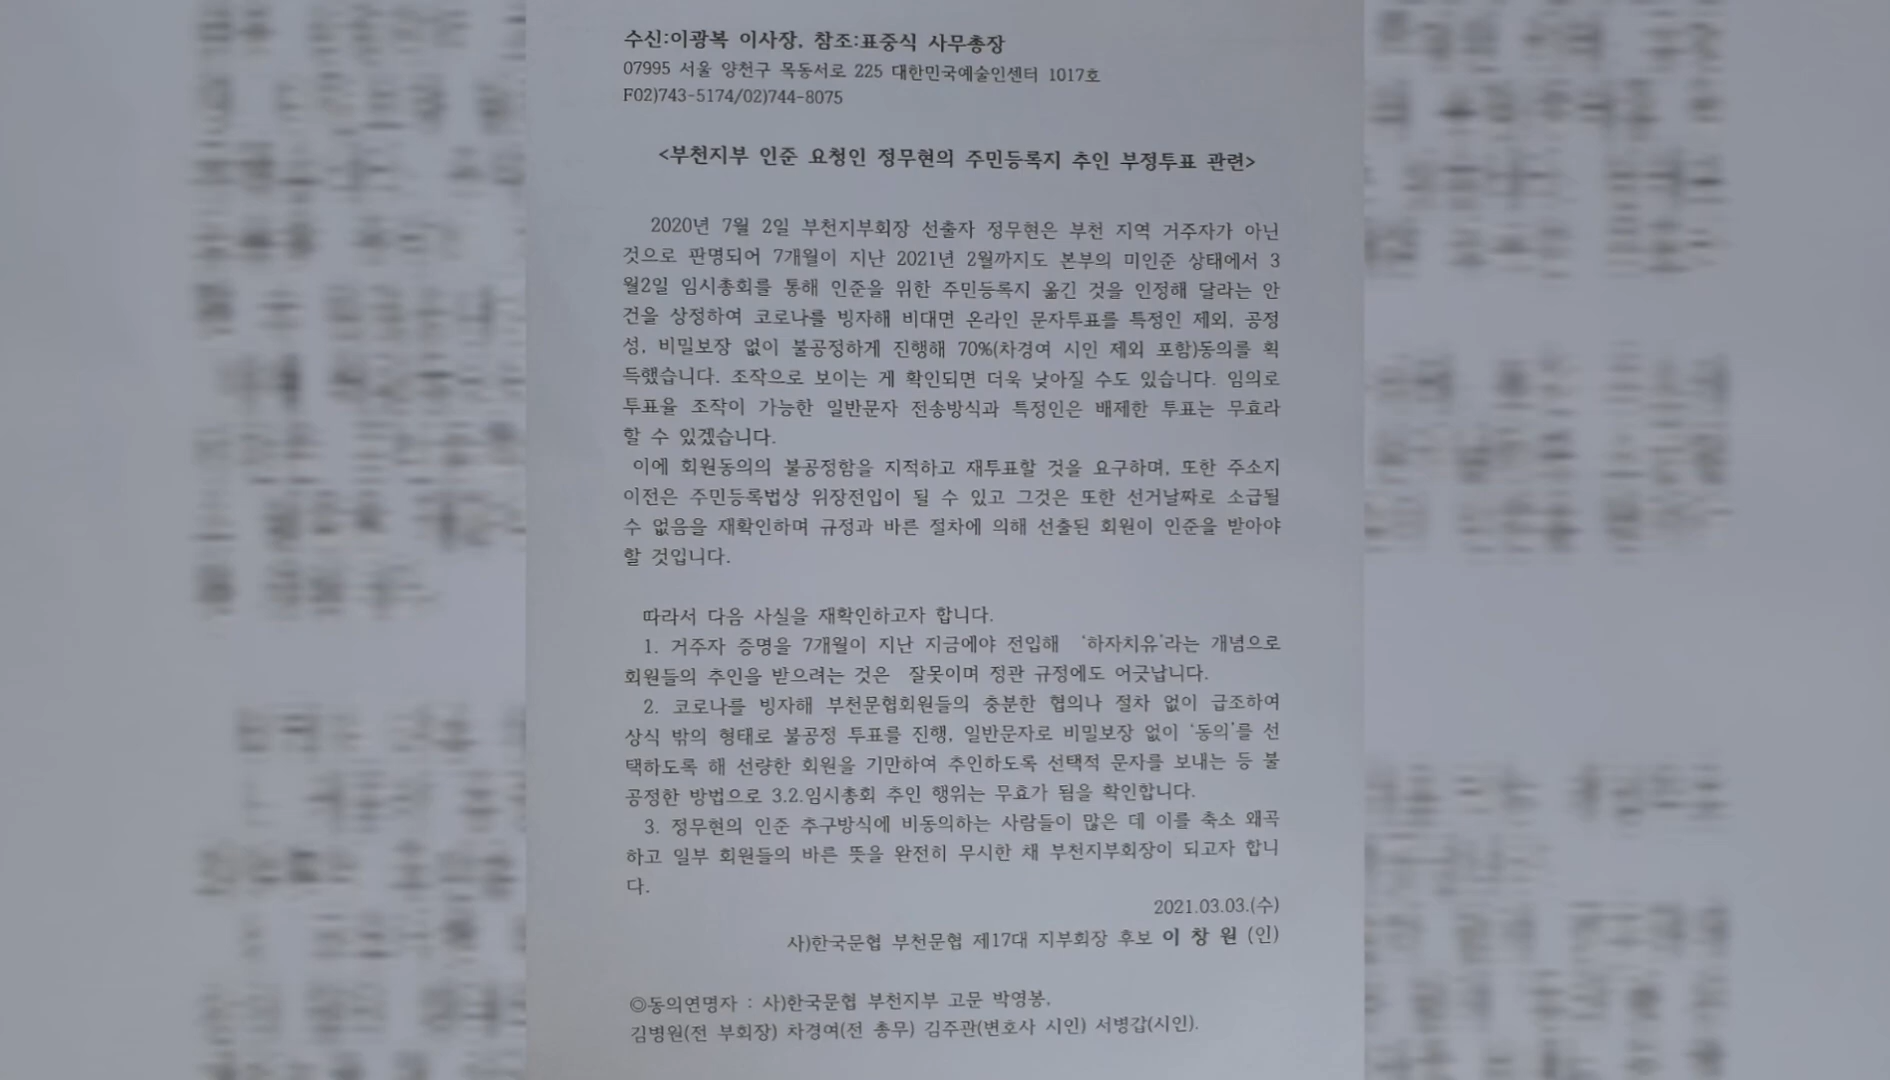 수신:이광복 이사장, 참조:표중식 사무총장
07995 서울 양천구 목동서로 225 대한민국예술인센터 1017호
F02)743-5174/02)744-8075
<부천지부 인준 요청인 정무현의 주민등록지 추인 부정투표 관련>
2020년 7월 2일 부천지부회장 선출자 정무현은 부천 지역 거주자가 아닌
것으로 판명되어 7개월이 지난 2021년 2월까지도 본부의 미인준 상태에서 3
월2일 임시총회를 통해 인준을 위한 주민등록지 옮긴 것을 인정해 달라는 안
건을 상정하여 코로나를 빙자해 비대면 온라인 문자투표를 특정인 제외, 공정
성, 비밀보장 없이 불공정하게 진행해 70%(차경여 시인 제외 포함)동의를 획
득했습니다. 조작으로 보이는 게 확인되면 더욱 낮아질 수도 있습니다. 임의로
투표율 조작이 가능한 일반문자 전송방식과 특정인은 배제한 투표는 무효라
할 수 있겠습니다.
이에 회원동의의 불공정함을 지적하고 재투표할 것을 요구하며, 또한 주소지
이전은 주민등록법상 위장전입이 될 수 있고 그것은 또한 선거날짜로 소급될
수 없음을 재확인하며 규정과 바른 절차에 의해 선출된 회원이 인준을 받아야
할 것입니다.
따라서 다음 사실을 재확인하고자 합니다.
1. 거주자 증명을 7개월이 지난 지금에야 전입해 '하자치유'라는 개념으로
회원들의 추인을 받으려는 것은 잘못이며 정관 규정에도 어긋납니다.
2. 코로나를 빙자해 부천문협회원들의 충분한 협의나 절차 없이 급조하여
상식 밖의 형태로 불공정 투표를 진행, 일반문자로 비밀보장 없이 '동의'를 선
택하도록 해 선량한 회원을 기만하여 추인하도록 선택적 문자를 보내는 등 불
공정한 방법으로 3.2.임시총회 추인 행위는 무효가 됨을 확인합니다.
3. 정무현의 인준 추구방식에 비동의하는 사람들이 많은 데 이를 축소 왜곡
하고 일부 회원들의 바른 뜻을 완전히 무시한 채 부천지부회장이 되고자 합니
다.
2021.03.03.(수)
사)한국문협 부천문협 제17대 지부회장 후보 이 창 원 (인)
◎동의연명자 : 사)한국문협 부천지부 고문 박영봉,
김병원(전 부회장) 차경여(전 총무) 김주관(변호사 시인) 서병갑(시인).